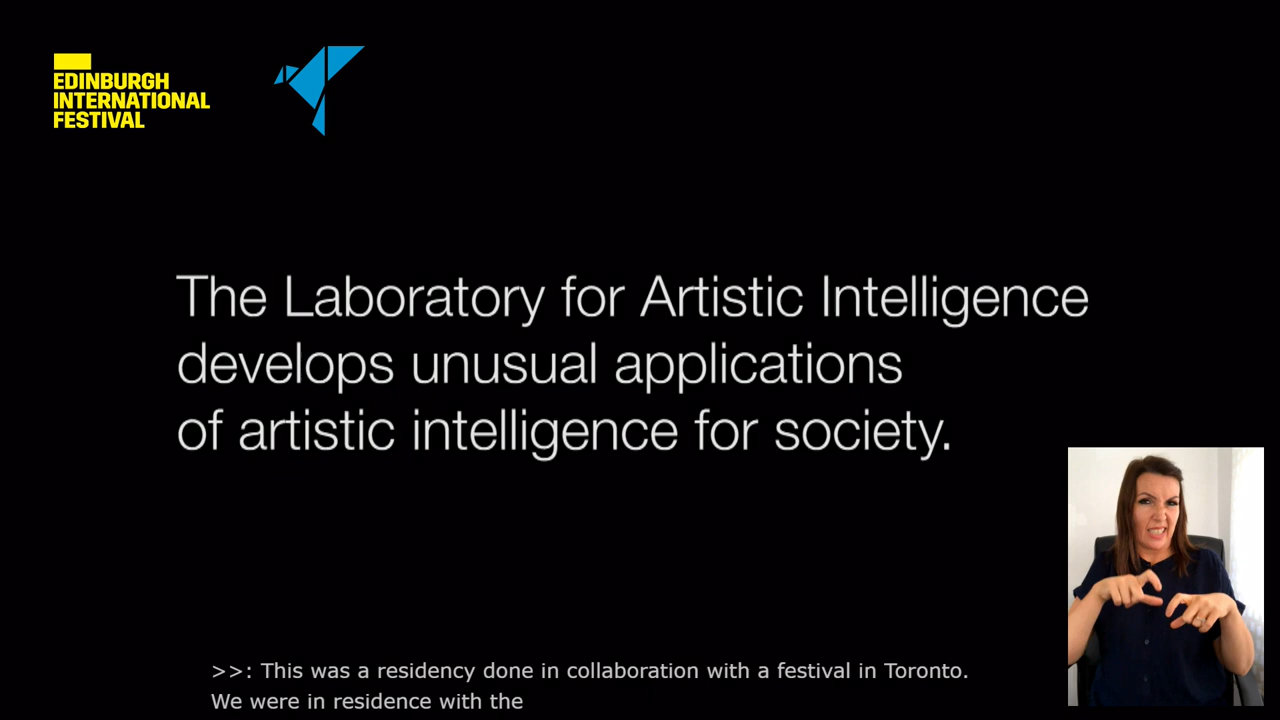 EDINBURGH
INTERNATIONAL
FESTIVAL
The Laboratory for Artistic Intelligence
develops unusual applications
of artistic intelligence for society.
>>: This was a residency done in collaboration with a festival in Toronto.
We were in residence with the